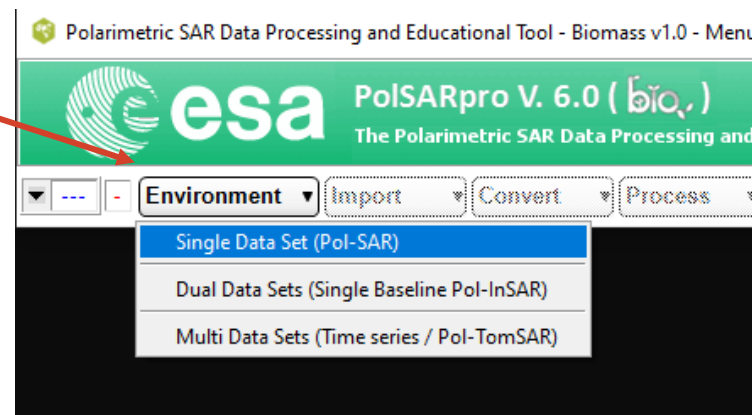 Polarimetric SAR Data Processing and Educational Tool - Biomass v1.0 - Menu
esa
PolSARpro V. 6.0 ( bio. )
The Polarimetric SAR Data Processing and
--- - Environment Import Convert Process
Single Data Set (Pol-SAR)
Dual Data Sets (Single Baseline Pol-InSAR)
Multi Data Sets (Time series / Pol-TomSAR)